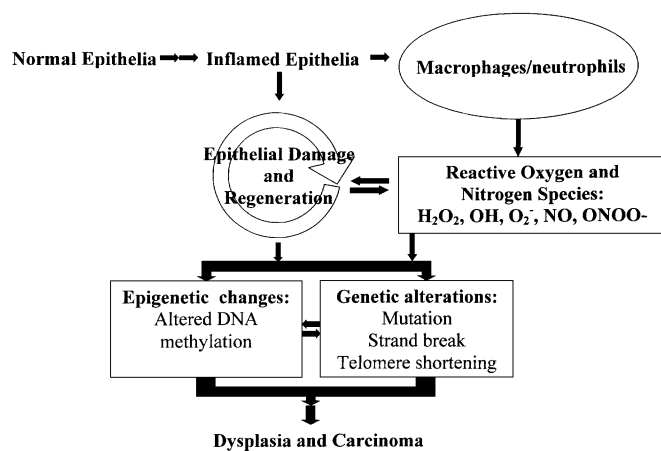 Normal Epithelia
Inflamed Epithelia
Macrophages/neutrophils
Epithelial Damage
and
Regeneration
Reactive Oxygen and
Nitrogen Species:
H₂O₂, OH, O₂⁻, NO, ONOO-
Epigenetic changes:
Altered DNA
methylation
Genetic alterations:
Mutation
Strand break
Telomere shortening
Dysplasia and Carcinoma